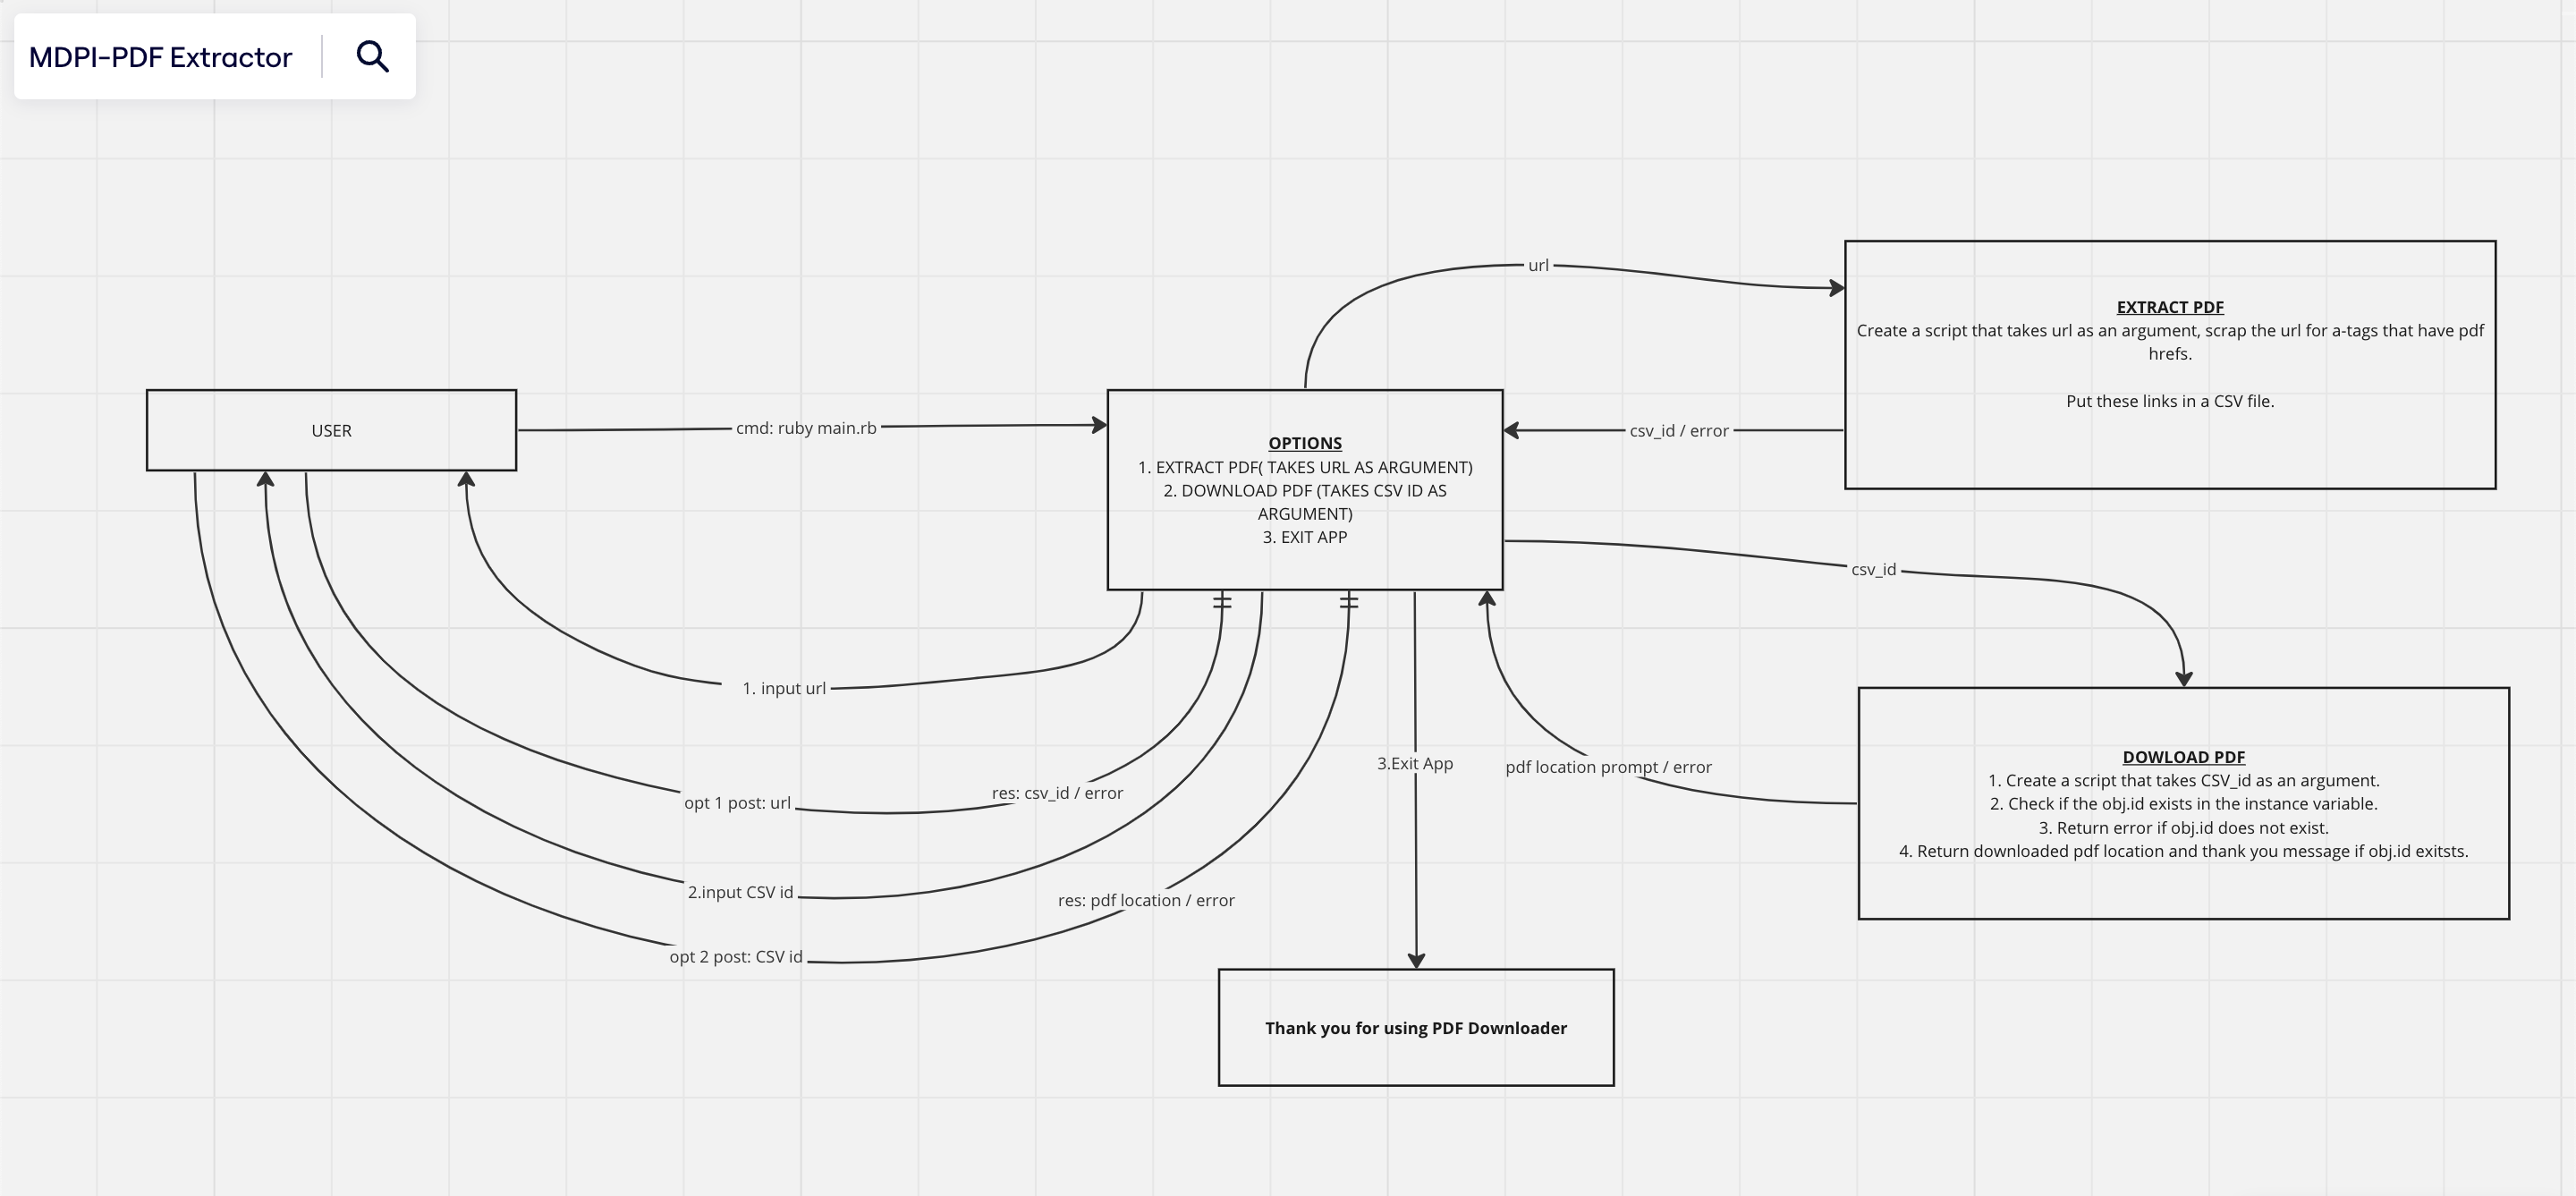 MDPI-PDF Extractor
url
EXTRACT PDF
Create a script that takes url as an argument, scrap the url for a-tags that have pdf
hrefs.
Put these links in a CSV file.
USER
cmd: ruby main.rb
OPTIONS
1. EXTRACT PDF( TAKES URL AS ARGUMENT)
2. DOWNLOAD PDF (TAKES CSV ID AS
ARGUMENT)
3. EXIT APP
csv_id / error
csv_id
1. input url
opt 1 post: url
res: csv_id / error
3.Exit App
pdf location prompt / error
DOWLOAD PDF
1. Create a script that takes CSV_id as an argument.
2. Check if the obj.id exists in the instance variable.
3. Return error if obj.id does not exist.
4. Return downloaded pdf location and thank you message if obj.id exitsts.
2.input CSV id
res: pdf location / error
opt 2 post: CSV id
Thank you for using PDF Downloader